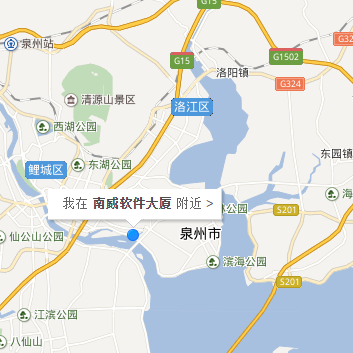 G15
G32
泉州站
G15
G1502
洛阳镇
G324
清源山景区
洛江区
西湖公园
东园镇
东湖公园
鲤城区
海
我在 南威软件大厦 附近 >
林公园
S201
仙公山公园
泉州市
滨海公园
S201
江滨公园
八仙山